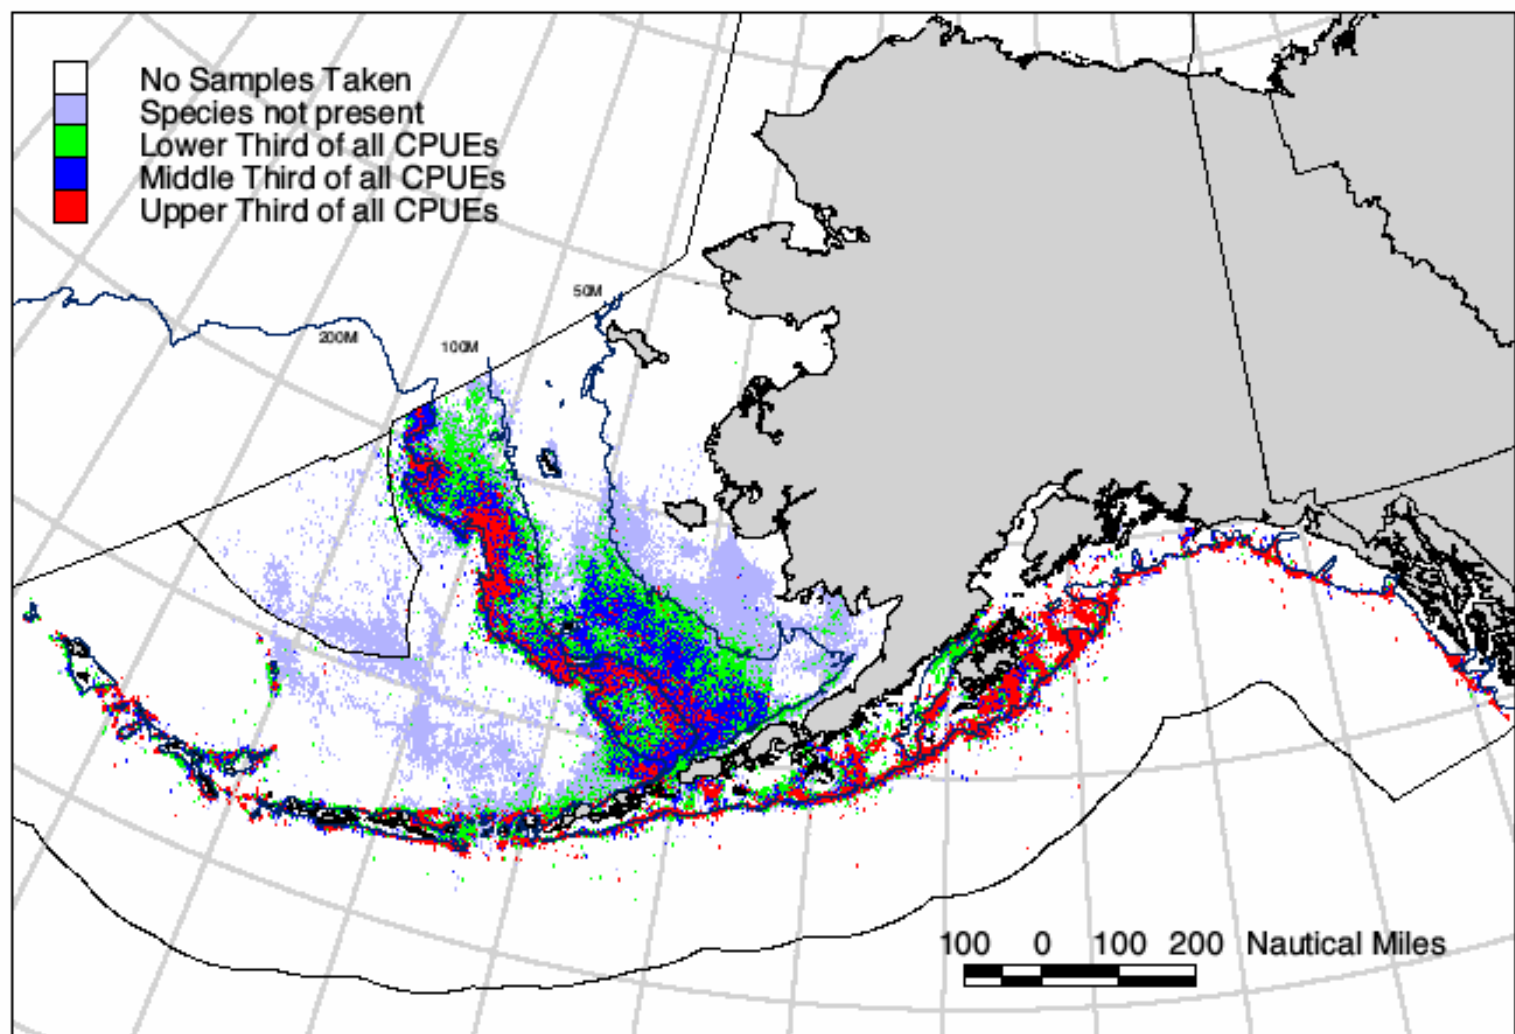 No Samples Taken
Species not present
Lower Third of all CPUEs
Middle Third of all CPUEs
Upper Third of all CPUEs
50M
200M
100M
100 0 100 200 Nautical Miles